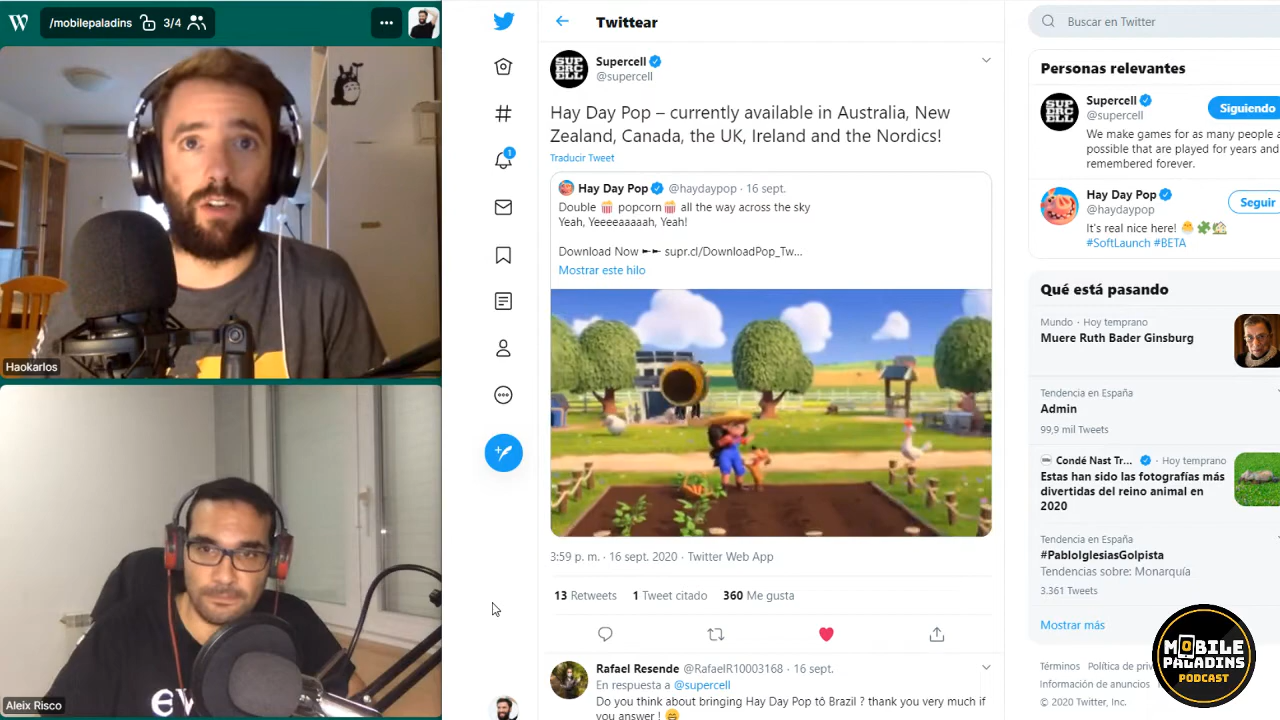 /mobilepaladins 3/4
Haokarlos
Aleix Risco
Twittear
Supercell
@supercell
Hay Day Pop – currently available in Australia, New
Zealand, Canada, the UK, Ireland and the Nordics!
Traducir Tweet
Hay Day Pop @haydaypop · 16 sept.
Double 🍿 popcorn 🍿 all the way across the sky
Yeah, Yeeeeaaaaah, Yeah!
Download Now ►► supr.cl/DownloadPop_Tw...
Mostrar este hilo
3:59 p. m. · 16 sept. 2020 · Twitter Web App
13 Retweets 1 Tweet citado 360 Me gusta
Rafael Resende @RafaelR10003168 · 16 sept.
En respuesta a @supercell
Do you think about bringing Hay Day Pop tô Brazil ? thank you very much if
you answer !
Buscar en Twitter
Personas relevantes
Supercell
@supercell
Siguiendo
We make games for as many people a
possible that are played for years and
remembered forever.
Hay Day Pop
@haydaypop
Seguir
It's real nice here! 🐣🧩🏡
#SoftLaunch #BETA
Qué está pasando
Mundo · Hoy temprano
Muere Ruth Bader Ginsburg
Tendencia en España
Admin
99,9 mil Tweets
Condé Nast Tr... · Hoy temprano
Estas han sido las fotografías más
divertidas del reino animal en
2020
Tendencia en España
#PabloIglesiasGolpista
Tendencias sobre: Monarquía
3.361 Tweets
Mostrar más
Términos Política de priv
Información de anuncios
© 2020 Twitter, Inc.
MOBILE
PALADINS
PODCAST
SUP
ERC
ELL